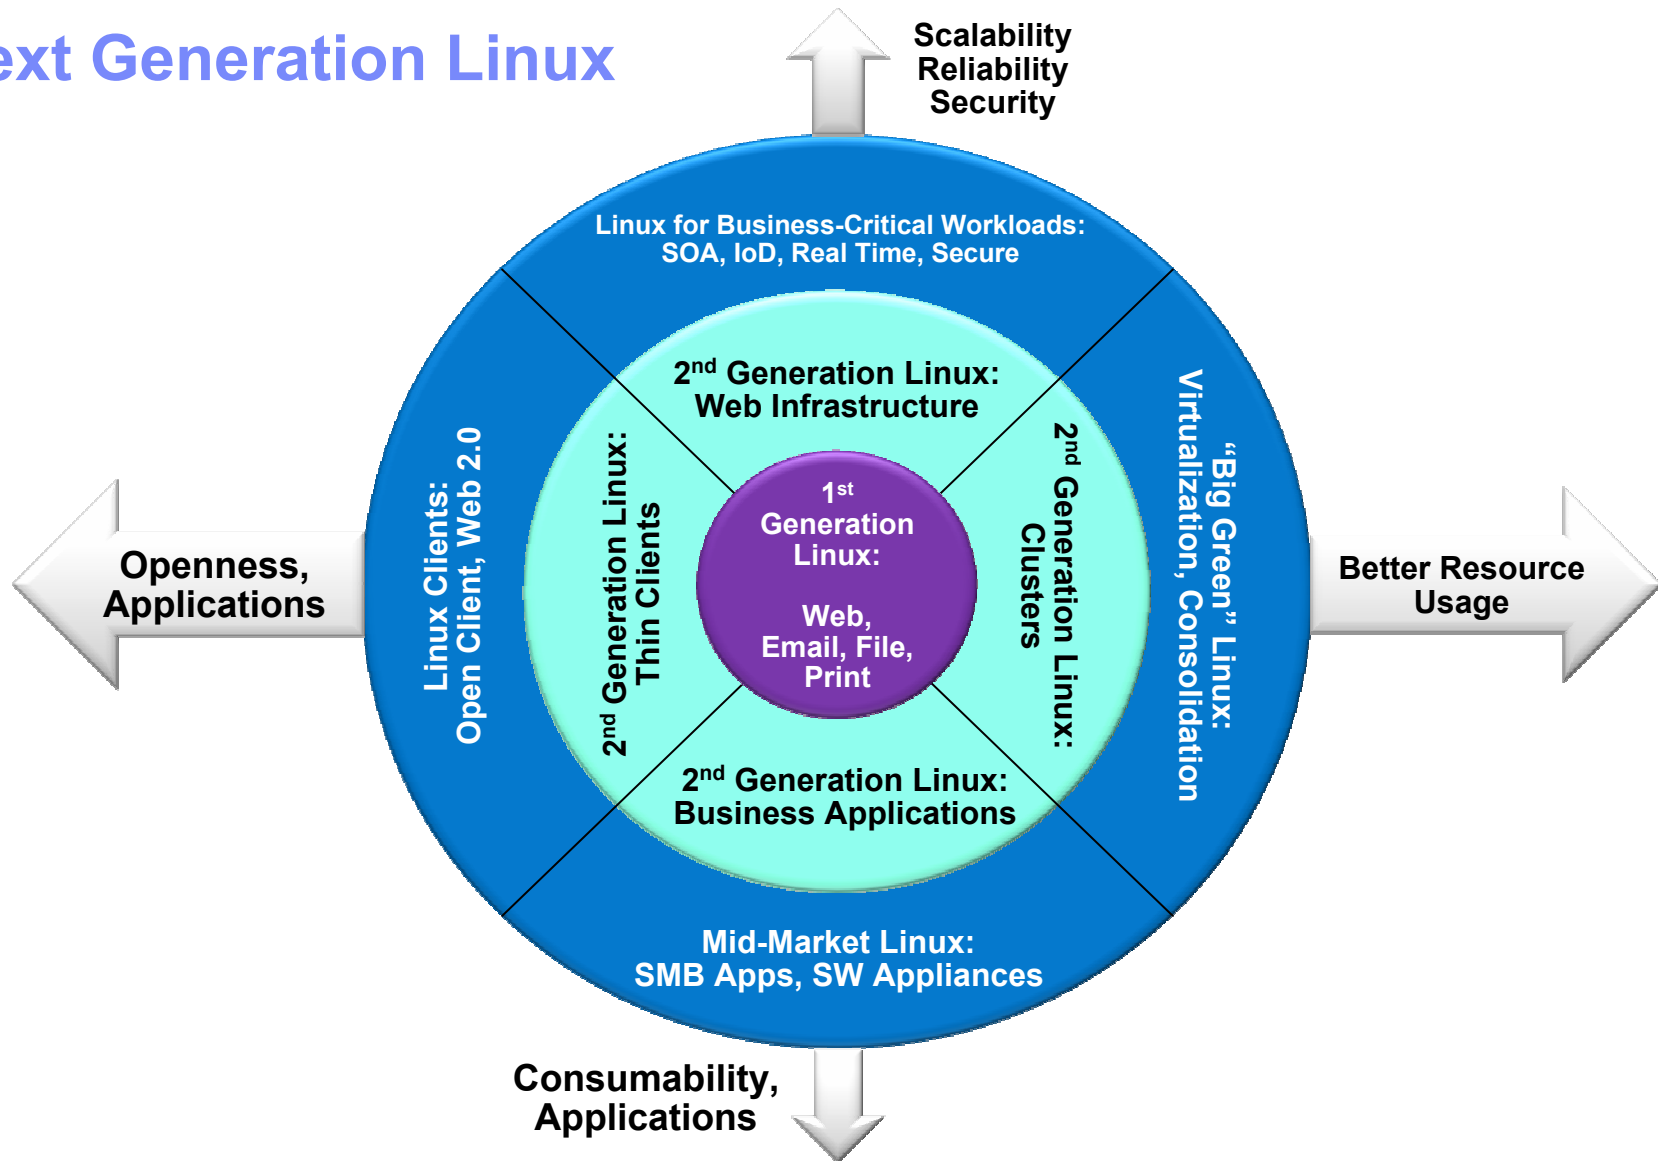 ext Generation Linux
Scalability
Reliability
Security
Linux for Business-Critical Workloads:
SOA, IoD, Real Time, Secure
2nd Generation Linux:
Web Infrastructure
Openness,
Applications
Linux Clients:
Open Client, Web 2.0
2nd Generation Linux:
Thin Clients
1st
Generation
Linux:
Web,
Email, File,
Print
2nd Generation Linux:
Clusters
“Big Green” Linux:
Virtualization, Consolidation
Better Resource
Usage
2nd Generation Linux:
Business Applications
Mid-Market Linux:
SMB Apps, SW Appliances
Consumability,
Applications